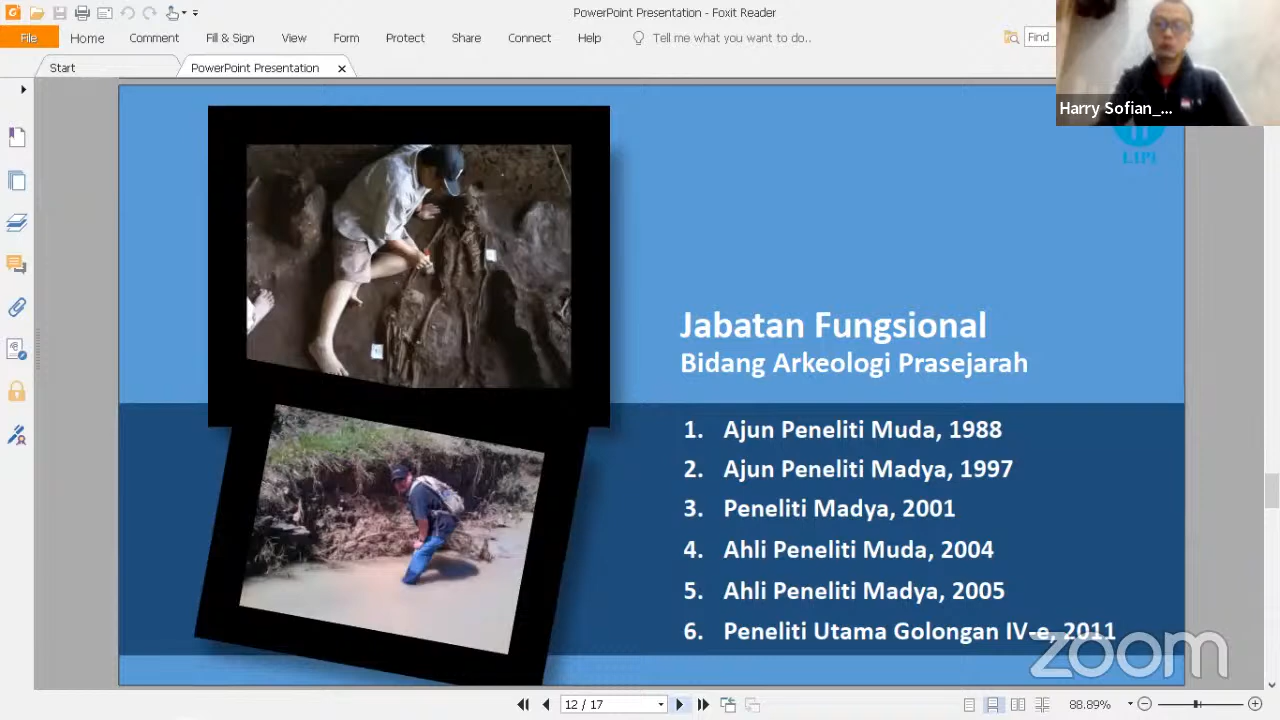 PowerPoint Presentation - Foxit Reader
File Home Comment Fill & Sign View Form Protect Share Connect Help Tell me what you want to do.. Find
Start PowerPoint Presentation
Harry Sofian_...
LIPI
Jabatan Fungsional
Bidang Arkeologi Prasejarah
1. Ajun Peneliti Muda, 1988
2. Ajun Peneliti Madya, 1997
3. Peneliti Madya, 2001
4. Ahli Peneliti Muda, 2004
5. Ahli Peneliti Madya, 2005
6. Peneliti Utama Golongan IV-e, 2011
zoom
12 / 17 88.89%